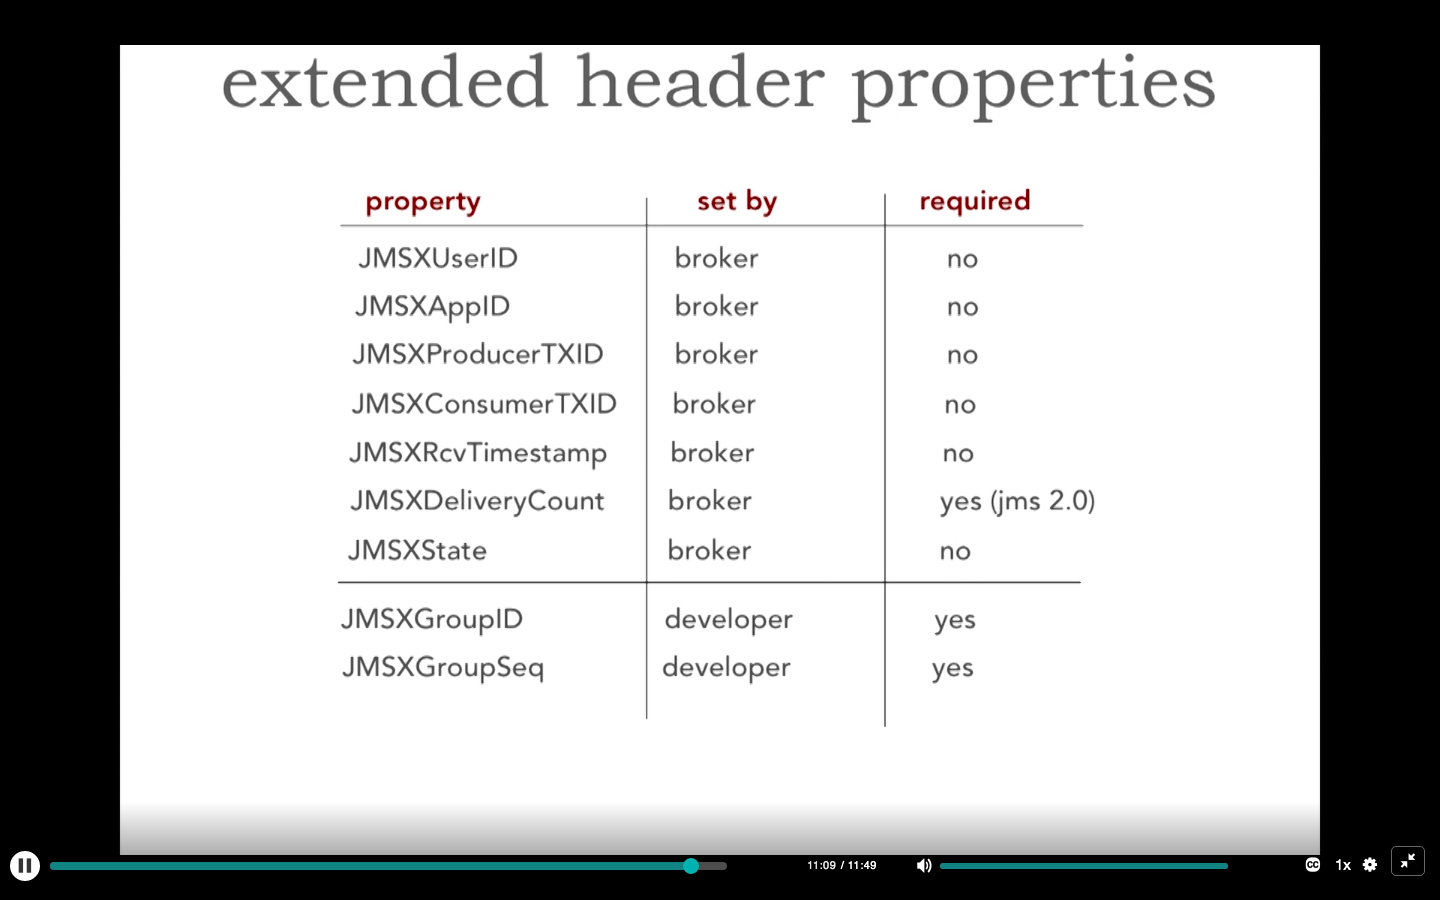 extended header properties
property set by required
JMSXUserID broker no
JMSXAppID broker no
JMSXProducerTXID broker no
JMSXConsumerTXID broker no
JMSXRcvTimestamp broker no
JMSXDeliveryCount broker yes (jms 2.0)
JMSXState broker no
JMSXGroupID developer yes
JMSXGroupSeq developer yes
11:09 / 11:49 CC 1x